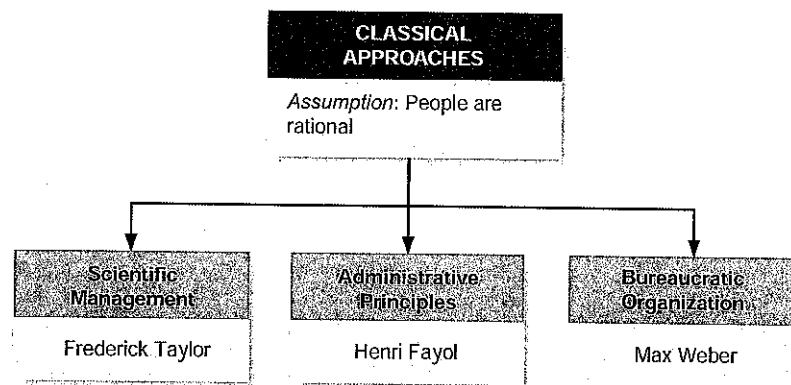 CLASSICAL
APPROACHES
Assumption: People are
rational
Scientific
Management
Frederick Taylor
Administrative
Principles
Henri Fayol
Bureaucratic
Organization
Max Weber